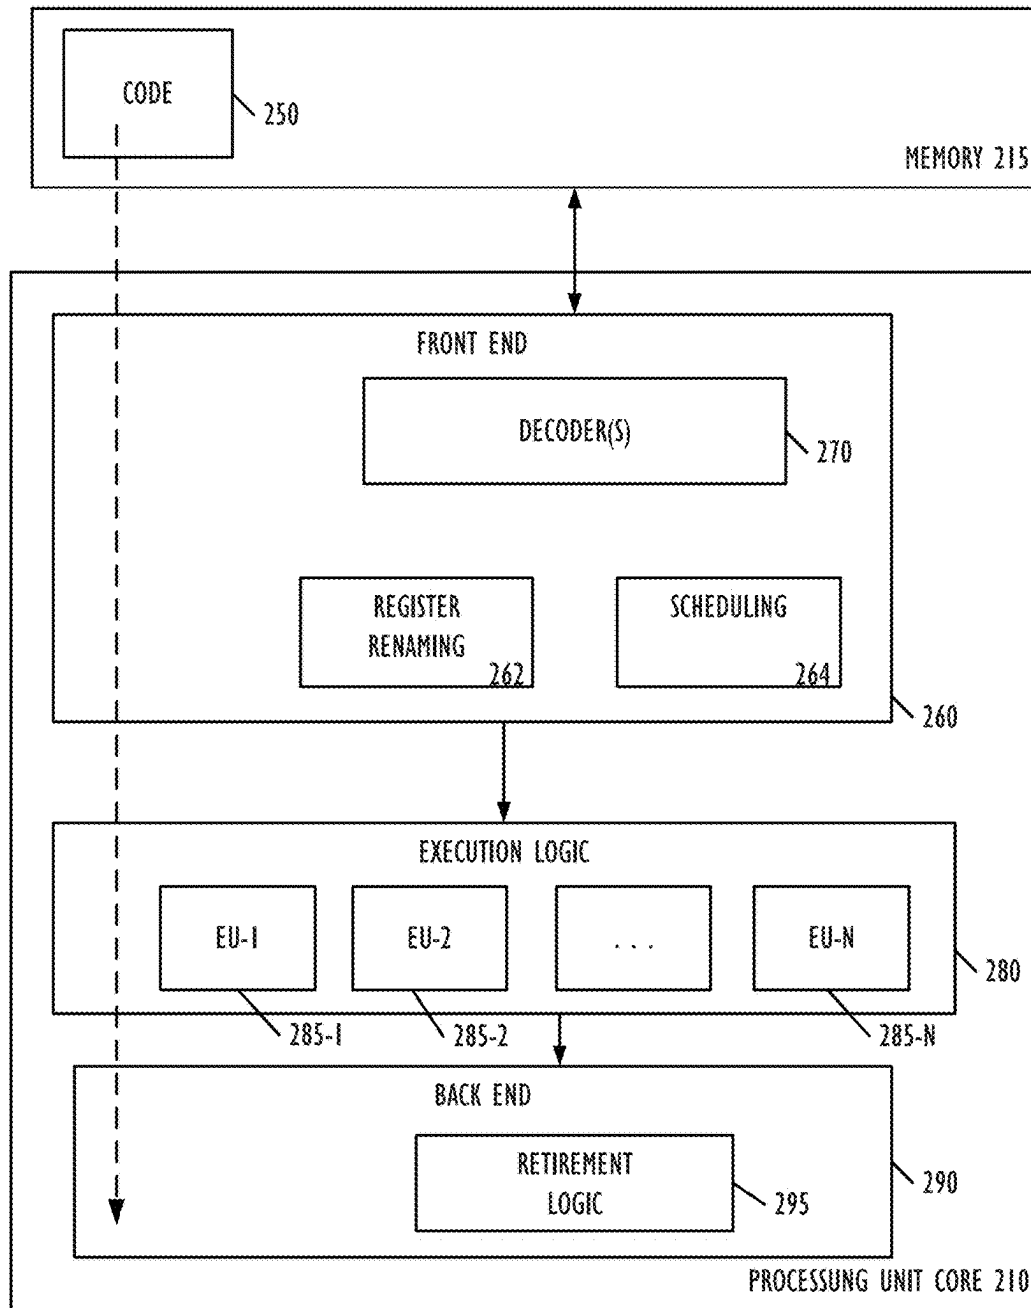 CODE
250
MEMORY 215
FRONT END
DECODER(S)
270
REGISTER
RENAMING
262
SCHEDULING
264
260
EXECUTION LOGIC
EU-1
EU-2
...
EU-N
280
285-1
285-2
285-N
BACK END
RETIREMENT
LOGIC
295
290
PROCESSUNG UNIT CORE 210